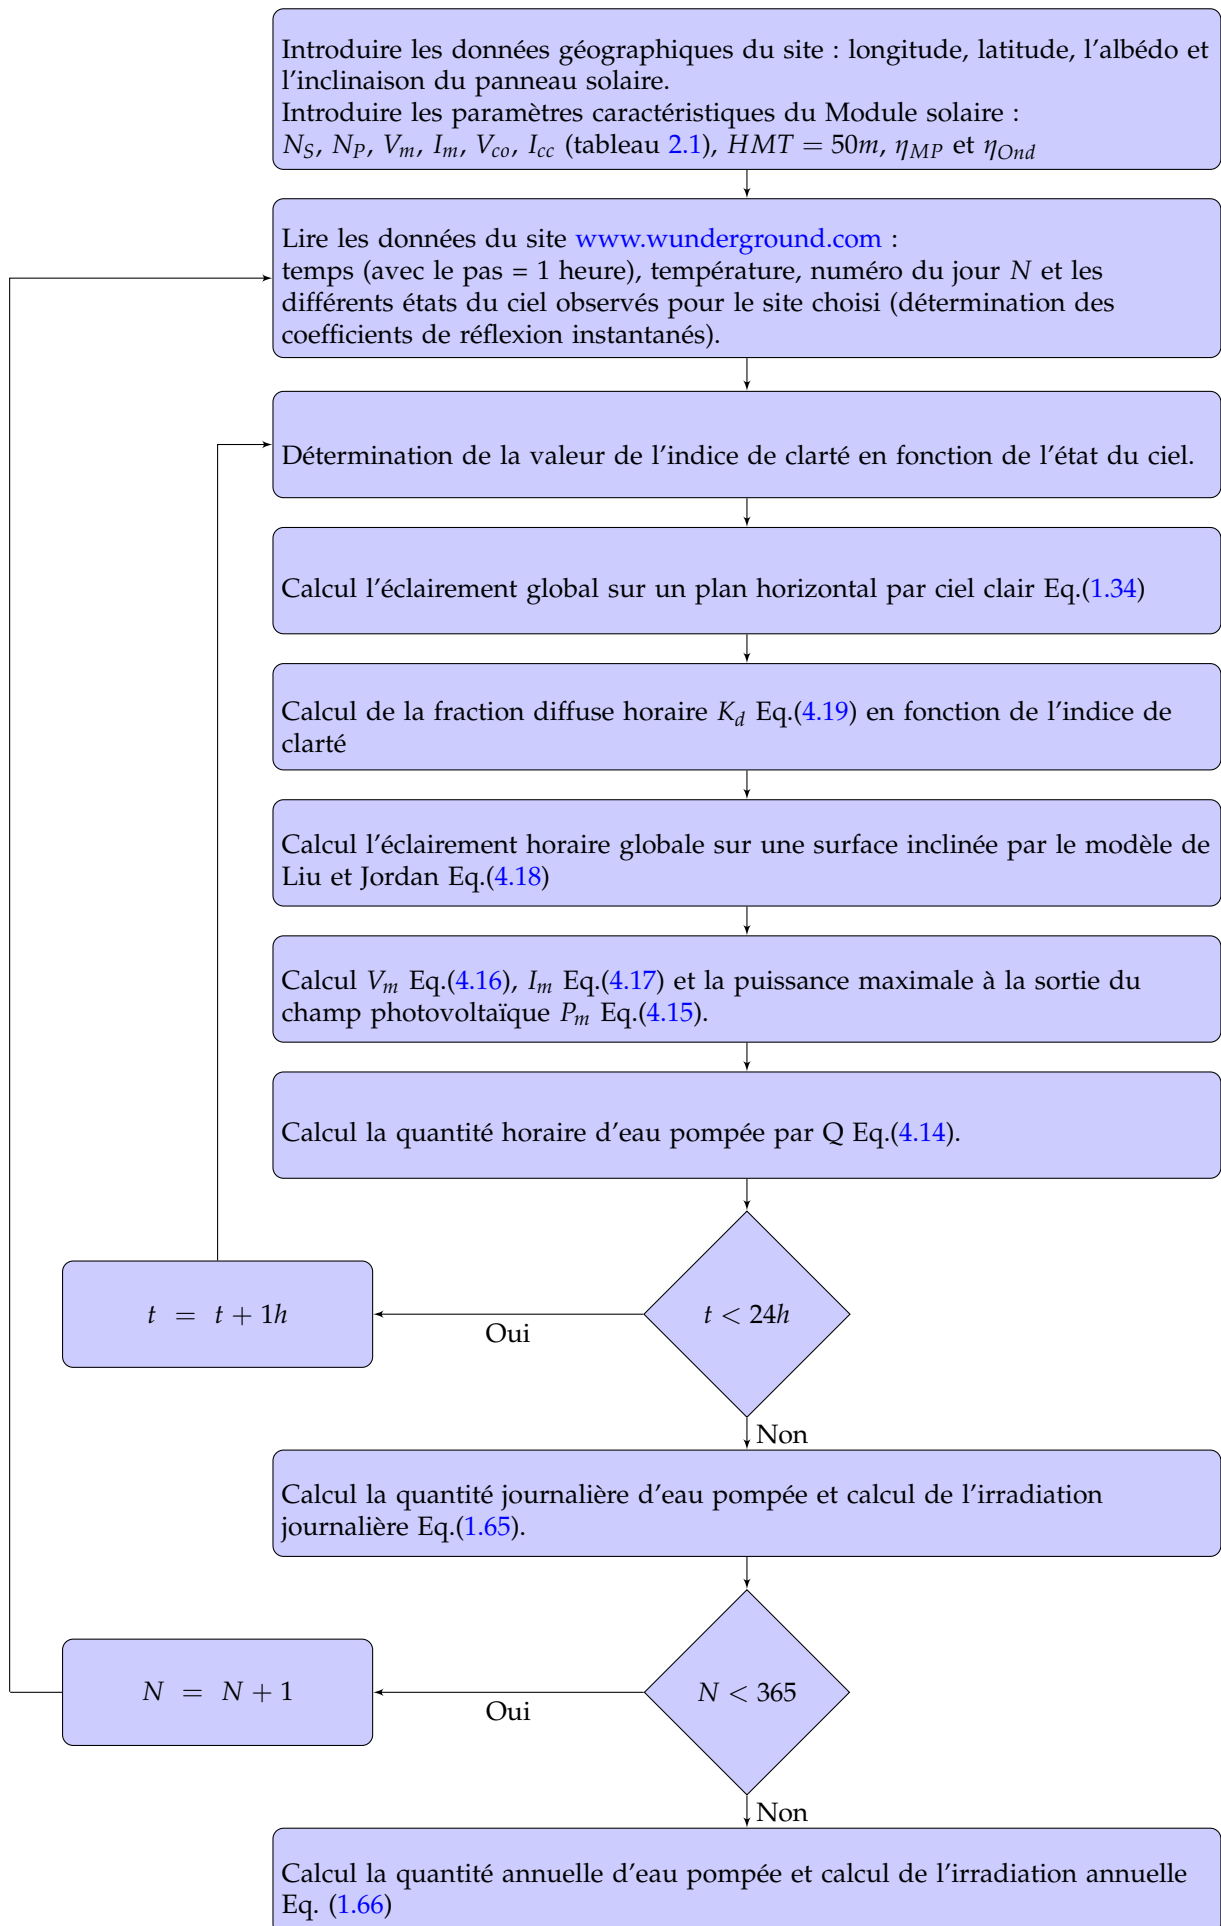 Introduire les données géographiques du site : longitude, latitude, l'albédo et
l'inclinaison du panneau solaire.
Introduire les paramètres caractéristiques du Module solaire :
N_S, N_P, V_m, I_m, V_co, I_cc (tableau 2.1), HMT = 50m, η_MP et η_Ond
Lire les données du site www.wunderground.com :
temps (avec le pas = 1 heure), température, numéro du jour N et les
différents états du ciel observés pour le site choisi (détermination des
coefficients de réflexion instantanés).
Détermination de la valeur de l'indice de clarté en fonction de l'état du ciel.
Calcul l'éclairement global sur un plan horizontal par ciel clair Eq.(1.34)
Calcul de la fraction diffuse horaire K_d Eq.(4.19) en fonction de l'indice de
clarté
Calcul l'éclairement horaire globale sur une surface inclinée par le modèle de
Liu et Jordan Eq.(4.18)
Calcul V_m Eq.(4.16), I_m Eq.(4.17) et la puissance maximale à la sortie du
champ photovoltaïque P_m Eq.(4.15).
Calcul la quantité horaire d'eau pompée par Q Eq.(4.14).
t = t + 1h
Oui
t < 24h
Non
Calcul la quantité journalière d'eau pompée et calcul de l'irradiation
journalière Eq.(1.65).
N = N + 1
Oui
N < 365
Non
Calcul la quantité annuelle d'eau pompée et calcul de l'irradiation annuelle
Eq. (1.66)